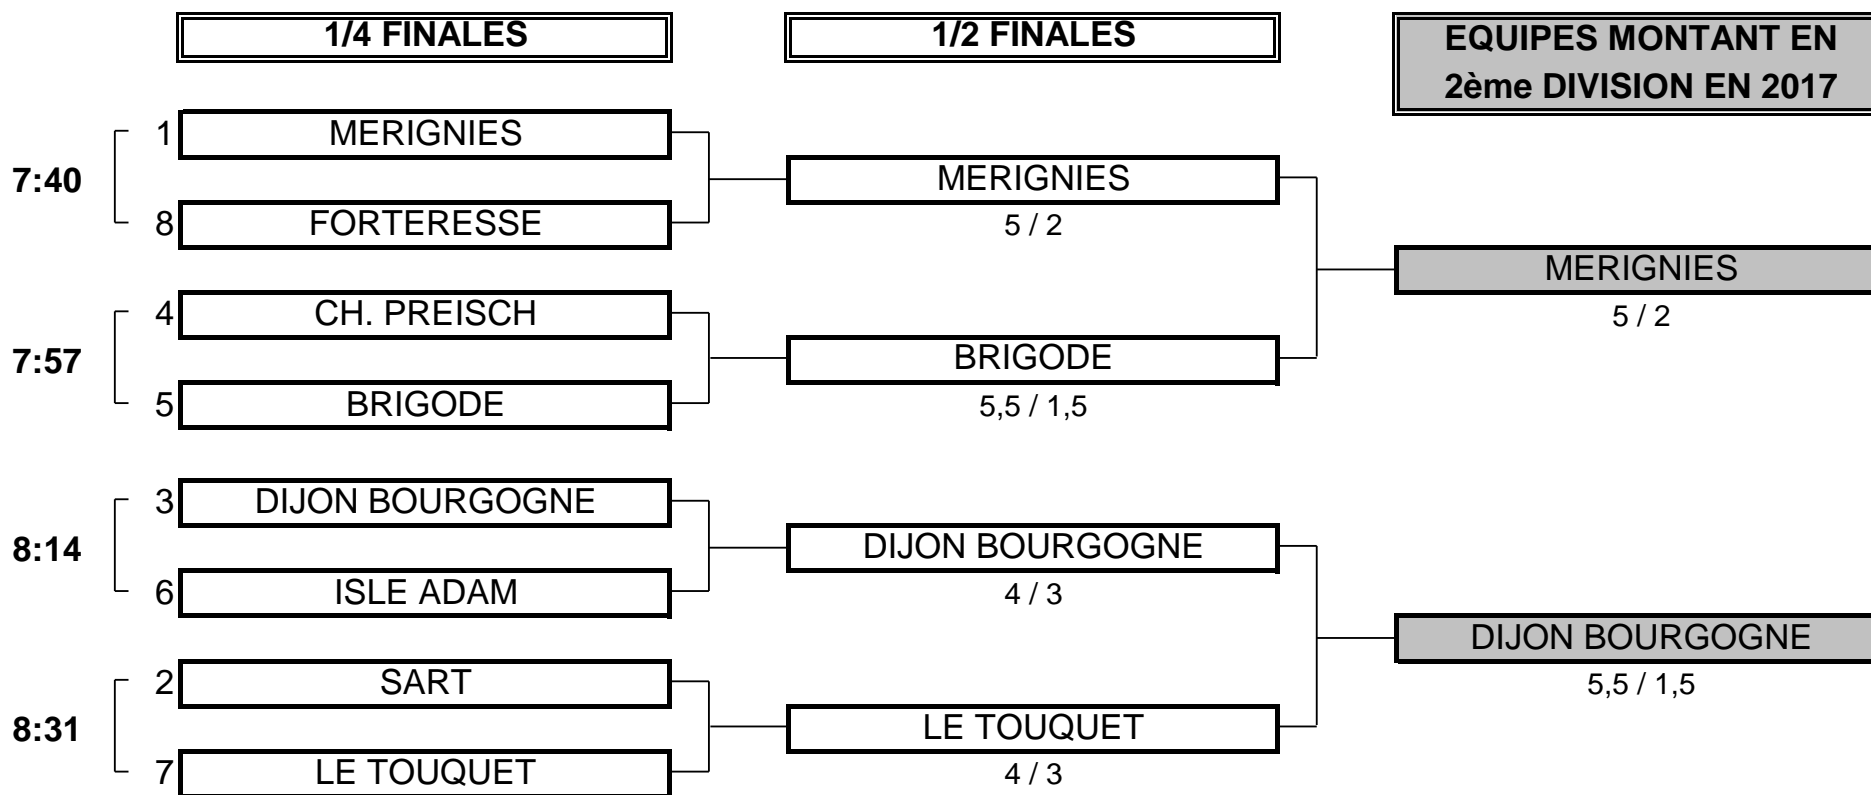 1/4 FINALES
1/2 FINALES
EQUIPES MONTANT EN
2ème DIVISION EN 2017
1 MERIGNIES
7:40
8 FORTERESSE
MERIGNIES
5 / 2
4 CH. PREISCH
7:57
5 BRIGODE
BRIGODE
5,5 / 1,5
MERIGNIES
5 / 2
3 DIJON BOURGOGNE
8:14
6 ISLE ADAM
DIJON BOURGOGNE
4 / 3
2 SART
8:31
7 LE TOUQUET
LE TOUQUET
4 / 3
DIJON BOURGOGNE
5,5 / 1,5